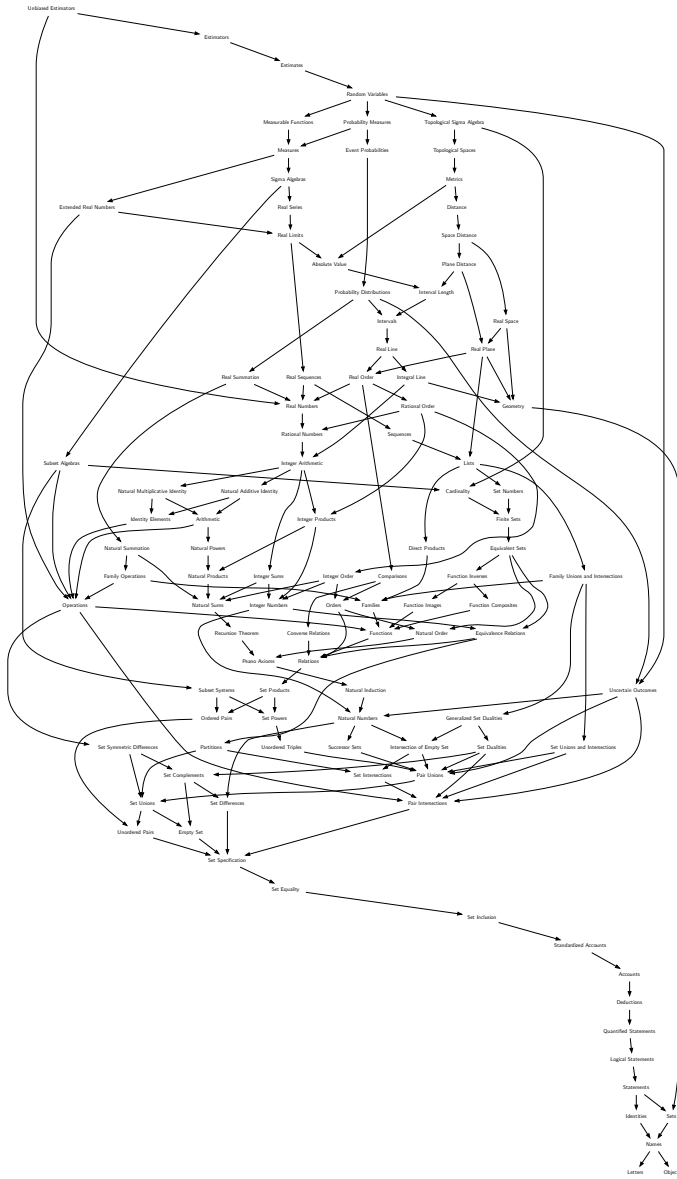 Unbiased Estimators
Estimators
Estimates
Random Variables
Measurable Functions
Probability Measures
Topological Sigma Algebra
Measures
Event Probabilities
Topological Spaces
Sigma Algebras
Metrics
Extended Real Numbers
Real Series
Distance
Real Limits
Space Distance
Absolute Value
Plane Distance
Probability Distributions
Interval Length
Intervals
Real Space
Real Line
Real Plane
Real Summation
Real Sequences
Real Order
Integral Line
Real Numbers
Rational Order
Geometry
Rational Numbers
Sequences
Subset Algebras
Integer Arithmetic
Lists
Natural Multiplicative Identity
Natural Additive Identity
Cardinality
Set Numbers
Identity Elements
Arithmetic
Integer Products
Finite Sets
Natural Summation
Natural Powers
Direct Products
Equivalent Sets
Family Operations
Natural Products
Integer Sums
Integer Order
Comparisons
Function Inverses
Family Unions and Intersections
Operations
Natural Sums
Integer Numbers
Orders
Families
Function Images
Function Composites
Recursion Theorem
Converse Relations
Functions
Natural Order
Equivalence Relations
Peano Axioms
Relations
Subset Systems
Set Products
Natural Induction
Uncertain Outcomes
Ordered Pairs
Set Powers
Natural Numbers
Generalized Set Dualities
Set Symmetric Differences
Partitions
Unordered Triples
Successor Sets
Intersection of Empty Set
Set Dualities
Set Unions and Intersections
Set Complements
Set Intersections
Pair Unions
Set Unions
Set Differences
Pair Intersections
Unordered Pairs
Empty Set
Set Specification
Set Equality
Set Inclusion
Standardized Accounts
Accounts
Deductions
Quantified Statements
Logical Statements
Statements
Identities
Sets
Names
Letters
Objec